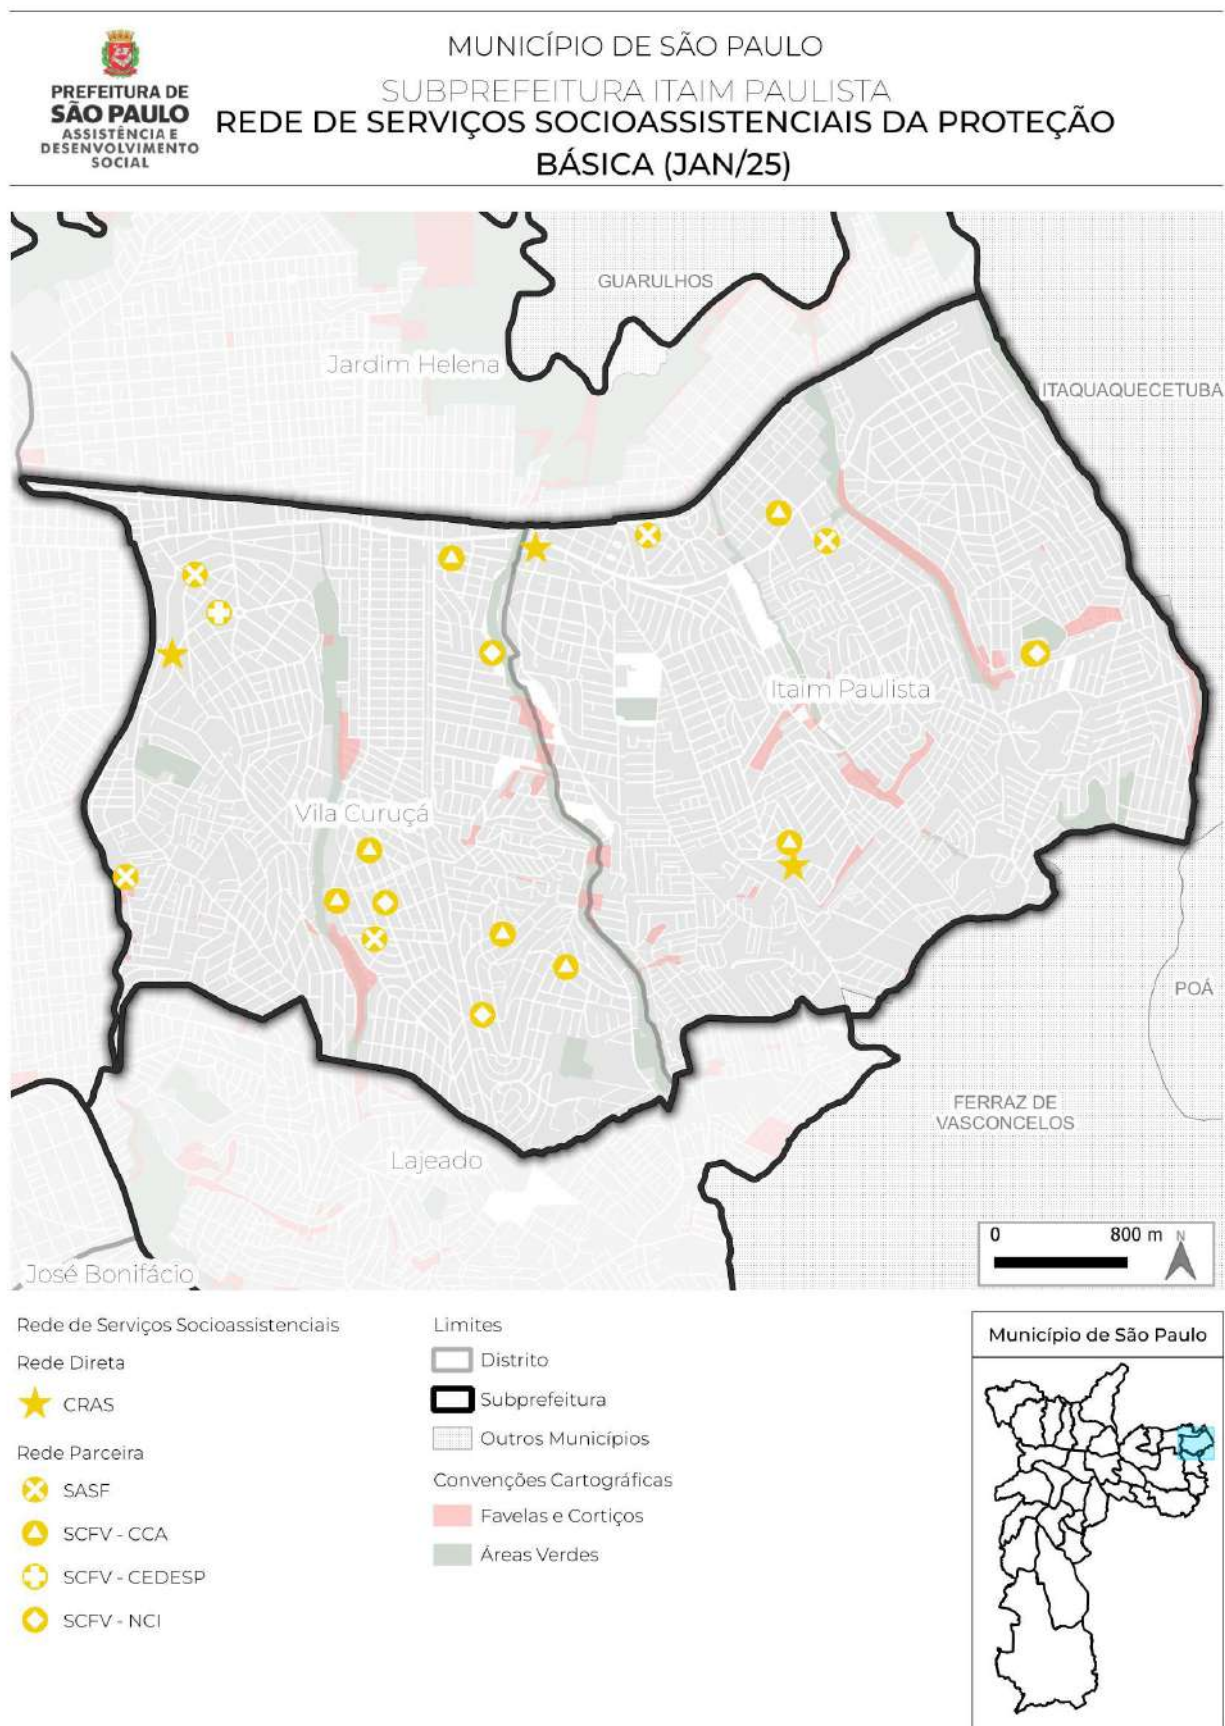 PREFEITURA DE
SÃO PAULO
ASSISTÊNCIA E
DESENVOLVIMENTO
SOCIAL
MUNICÍPIO DE SÃO PAULO
SUBPREFEITURA ITAIM PAULISTA
REDE DE SERVIÇOS SOCIOASSISTENCIAIS DA PROTEÇÃO
BÁSICA (JAN/25)
GUARULHOS
Jardim Helena
ITAQUAQUECETUBA
Itaim Paulista
Vila Curuçá
POÁ
FERRAZ DE
VASCONCELOS
Lajeado
José Bonifácio
0 800 m N
Rede de Serviços Socioassistenciais
Rede Direta
CRAS
Rede Parceira
SASF
SCFV - CCA
SCFV - CEDESP
SCFV - NCI
Limites
Distrito
Subprefeitura
Outros Municípios
Convenções Cartográficas
Favelas e Cortiços
Áreas Verdes
Município de São Paulo